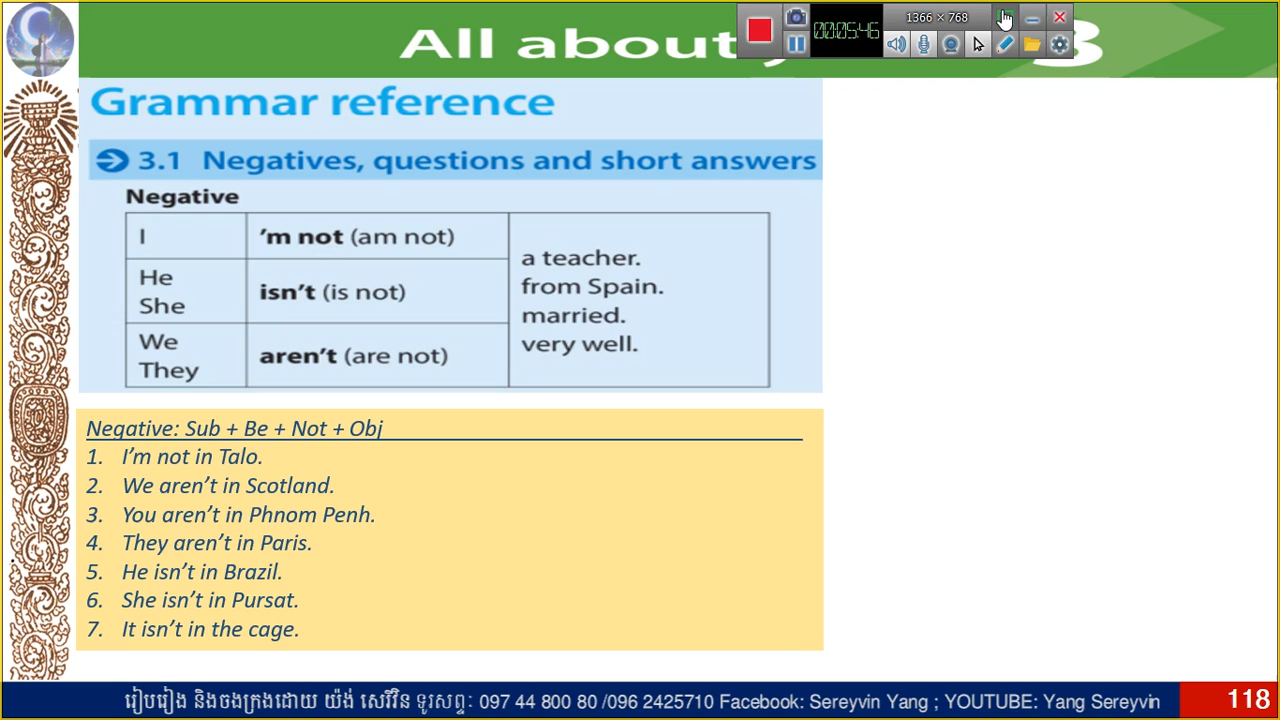 All about y
3
1366 × 768
00:05:46
Grammar reference
3.1 Negatives, questions and short answers
Negative
I
'm not (am not)
He
She
isn't (is not)
We
They
aren't (are not)
a teacher.
from Spain.
married.
very well.
Negative: Sub + Be + Not + Obj
1. I'm not in Talo.
2. We aren't in Scotland.
3. You aren't in Phnom Penh.
4. They aren't in Paris.
5. He isn't in Brazil.
6. She isn't in Pursat.
7. It isn't in the cage.
រៀបរៀង និងចងក្រងដោយ យ៉ង់ សេរីវិន ទូរសព្ទៈ 097 44 800 80 /096 2425710 Facebook: Sereyvin Yang ; YOUTUBE: Yang Sereyvin
118